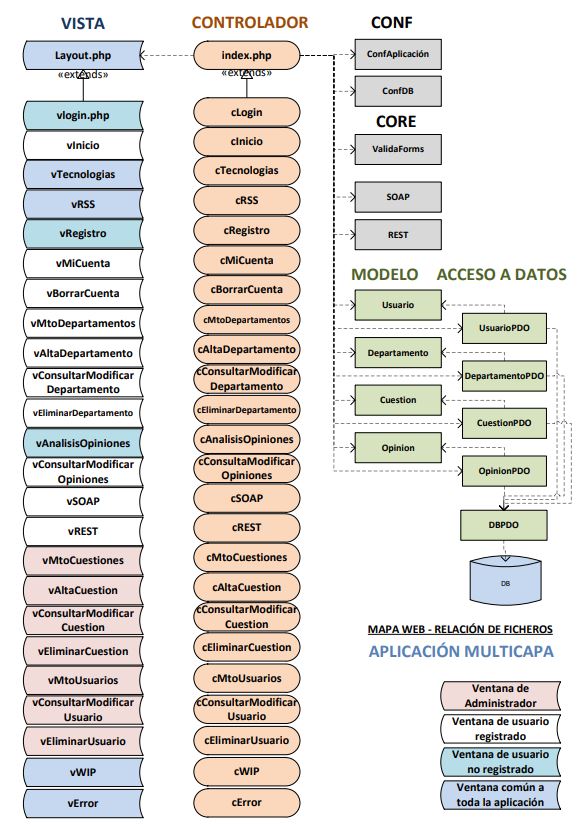 VISTA
Layout.php
«extends»
vlogin.php
vInicio
vTecnologias
vRSS
vRegistro
vMiCuenta
vBorrarCuenta
vMtoDepartamentos
vAltaDepartamento
vConsultarModificar
Departamento
vEliminarDepartamento
vAnalisisOpiniones
vConsultarModificar
Opiniones
vSOAP
vREST
vMtoCuestiones
vAltaCuestion
vConsultarModificar
Cuestion
vEliminarCuestion
vMtoUsuarios
vConsultarModificar
Usuario
vEliminarUsuario
vWIP
vError
CONTROLADOR
index.php
«extends»
cLogin
cInicio
cTecnologias
cRSS
cRegistro
cMiCuenta
cBorrarCuenta
cMtoDepartamentos
cAltaDepartamento
cConsultarModificar
Departamento
cEliminarDepartamento
cAnalisisOpiniones
cConsultaModificar
Opiniones
cSOAP
cREST
cMtoCuestiones
cAltaCuestion
cConsultarModificar
Cuestion
cEliminarCuestion
cMtoUsuarios
cConsultarModificar
Usuario
cEliminarUsuario
cWIP
cError
CONF
ConfAplicación
ConfDB
CORE
ValidaForms
SOAP
REST
MODELO
Usuario
Departamento
Cuestion
Opinion
ACCESO A DATOS
UsuarioPDO
DepartamentoPDO
CuestionPDO
OpinionPDO
DBPDO
DB
MAPA WEB - RELACIÓN DE FICHEROS
APLICACIÓN MULTICAPA
Ventana de
Administrador
Ventana de usuario
registrado
Ventana de usuario
no registrado
Ventana común a
toda la aplicación